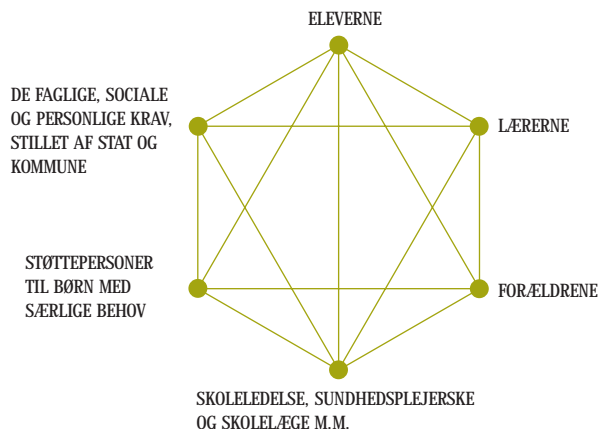 ELEVERNE
DE FAGLIGE, SOCIALE
OG PERSONLIGE KRAV,
STILLET AF STAT OG
KOMMUNE
LÆRERNE
STØTTEPERSONER
TIL BØRN MED
SÆRLIGE BEHOV
FORÆLDRENE
SKOLELEDELSE, SUNDHEDSPLEJERSKE
OG SKOLELÆGE M.M.